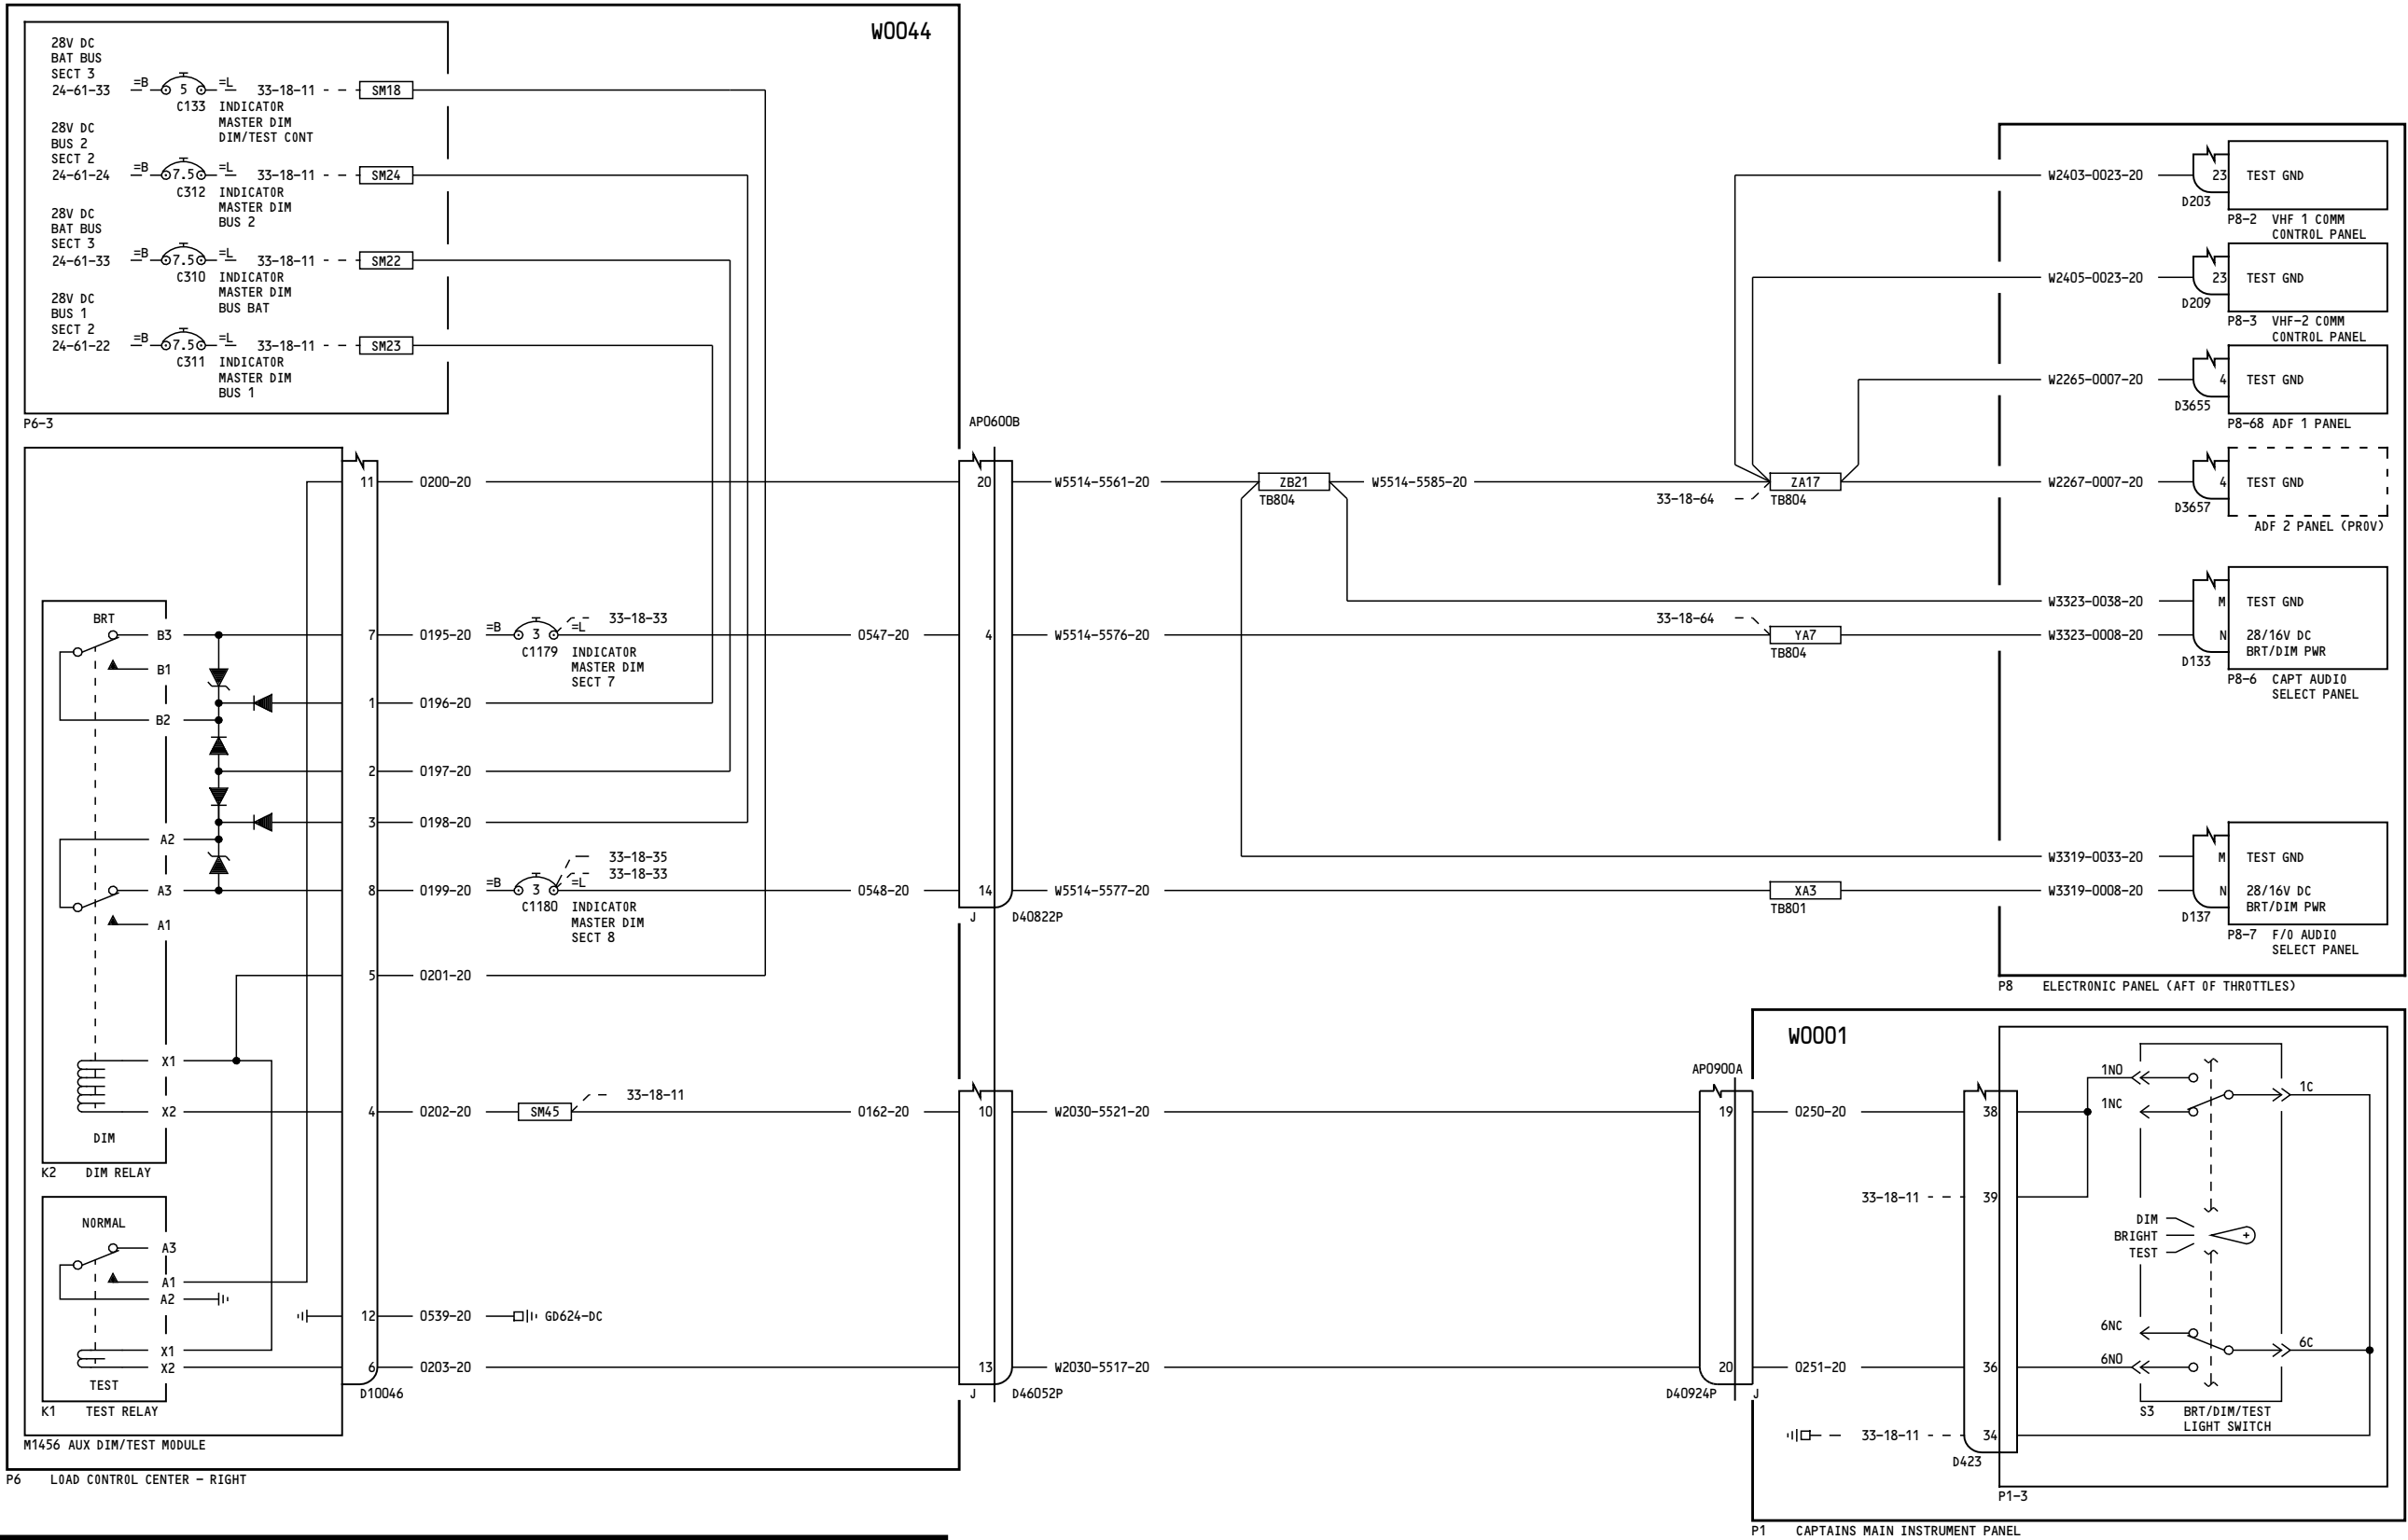 W0044
28V DC
BAT BUS
SECT 3
24-61-33 =B 5 =L 33-18-11 SM18
C133 INDICATOR
MASTER DIM
DIM/TEST CONT
28V DC
BUS 2
SECT 2
24-61-24 =B 7.5 =L 33-18-11 SM24
C312 INDICATOR
MASTER DIM
BUS 2
28V DC
BAT BUS
SECT 3
24-61-33 =B 7.5 =L 33-18-11 SM22
C310 INDICATOR
MASTER DIM
BUS BAT
28V DC
BUS 1
SECT 2
24-61-22 =B 7.5 =L 33-18-11 SM23
C311 INDICATOR
MASTER DIM
BUS 1
P6-3
AP0600B
W2403-0023-20 23 TEST GND
D203
P8-2 VHF 1 COMM
CONTROL PANEL
W2405-0023-20 23 TEST GND
D209
P8-3 VHF-2 COMM
CONTROL PANEL
W2265-0007-20 4 TEST GND
D3655
P8-68 ADF 1 PANEL
11 0200-20 20 W5514-5561-20 ZB21 W5514-5585-20 ZA17 W2267-0007-20 4 TEST GND
TB804 33-18-64 TB804 D3657
ADF 2 PANEL (PROV)
W3323-0038-20 M TEST GND
BRT 33-18-33 33-18-64
B3 7 0195-20 =B 3 =L 0547-20 4 W5514-5576-20 YA7 W3323-0008-20 N 28/16V DC
BRT/DIM PWR
C1179 INDICATOR TB804 D133
MASTER DIM
SECT 7
B1
P8-6 CAPT AUDIO
SELECT PANEL
1 0196-20
B2
2 0197-20
3 0198-20
A2
33-18-35
33-18-33
W3319-0033-20 M TEST GND
A3 8 0199-20 =B 3 =L 0548-20 14 W5514-5577-20 XA3 W3319-0008-20 N 28/16V DC
BRT/DIM PWR
C1180 INDICATOR J D40822P TB801 D137
MASTER DIM
SECT 8
A1
P8-7 F/O AUDIO
SELECT PANEL
5 0201-20
P8 ELECTRONIC PANEL (AFT OF THROTTLES)
W0001
X1
AP0900A
33-18-11
X2 4 0202-20 SM45 0162-20 10 W2030-5521-20 19 0250-20 38
1NO
1NC
1C
DIM
K2 DIM RELAY
33-18-11 39
NORMAL
A3
A1
A2
DIM
BRIGHT
TEST
12 0539-20 GD624-DC
6NC
6C
6NO
X1
X2 6 0203-20 13 W2030-5517-20 20 0251-20 36
TEST
D10046
J D46052P
D40924P J
K1 TEST RELAY
S3 BRT/DIM/TEST
LIGHT SWITCH
33-18-11 34
D423
M1456 AUX DIM/TEST MODULE
P6 LOAD CONTROL CENTER - RIGHT
P1-3
P1 CAPTAINS MAIN INSTRUMENT PANEL